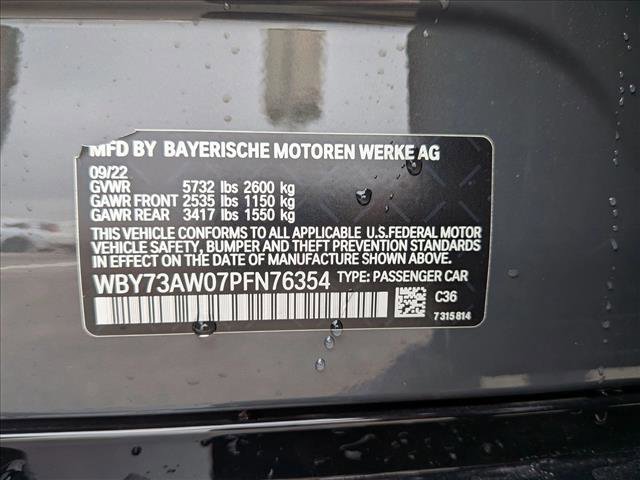 MFD BY BAYERISCHE MOTOREN WERKE AG
09/22
GVWR 5732 lbs 2600 kg
GAWR FRONT 2535 lbs 1150 kg
GAWR REAR 3417 lbs 1550 kg
THIS VEHICLE CONFORMS TO ALL APPLICABLE U.S.FEDERAL MOTOR
VEHICLE SAFETY, BUMPER AND THEFT PREVENTION STANDARDS
IN EFFECT ON THE DATE OF MANUFACTURE SHOWN ABOVE.
WBY73AW07PFN76354 TYPE: PASSENGER CAR
C36
7315814